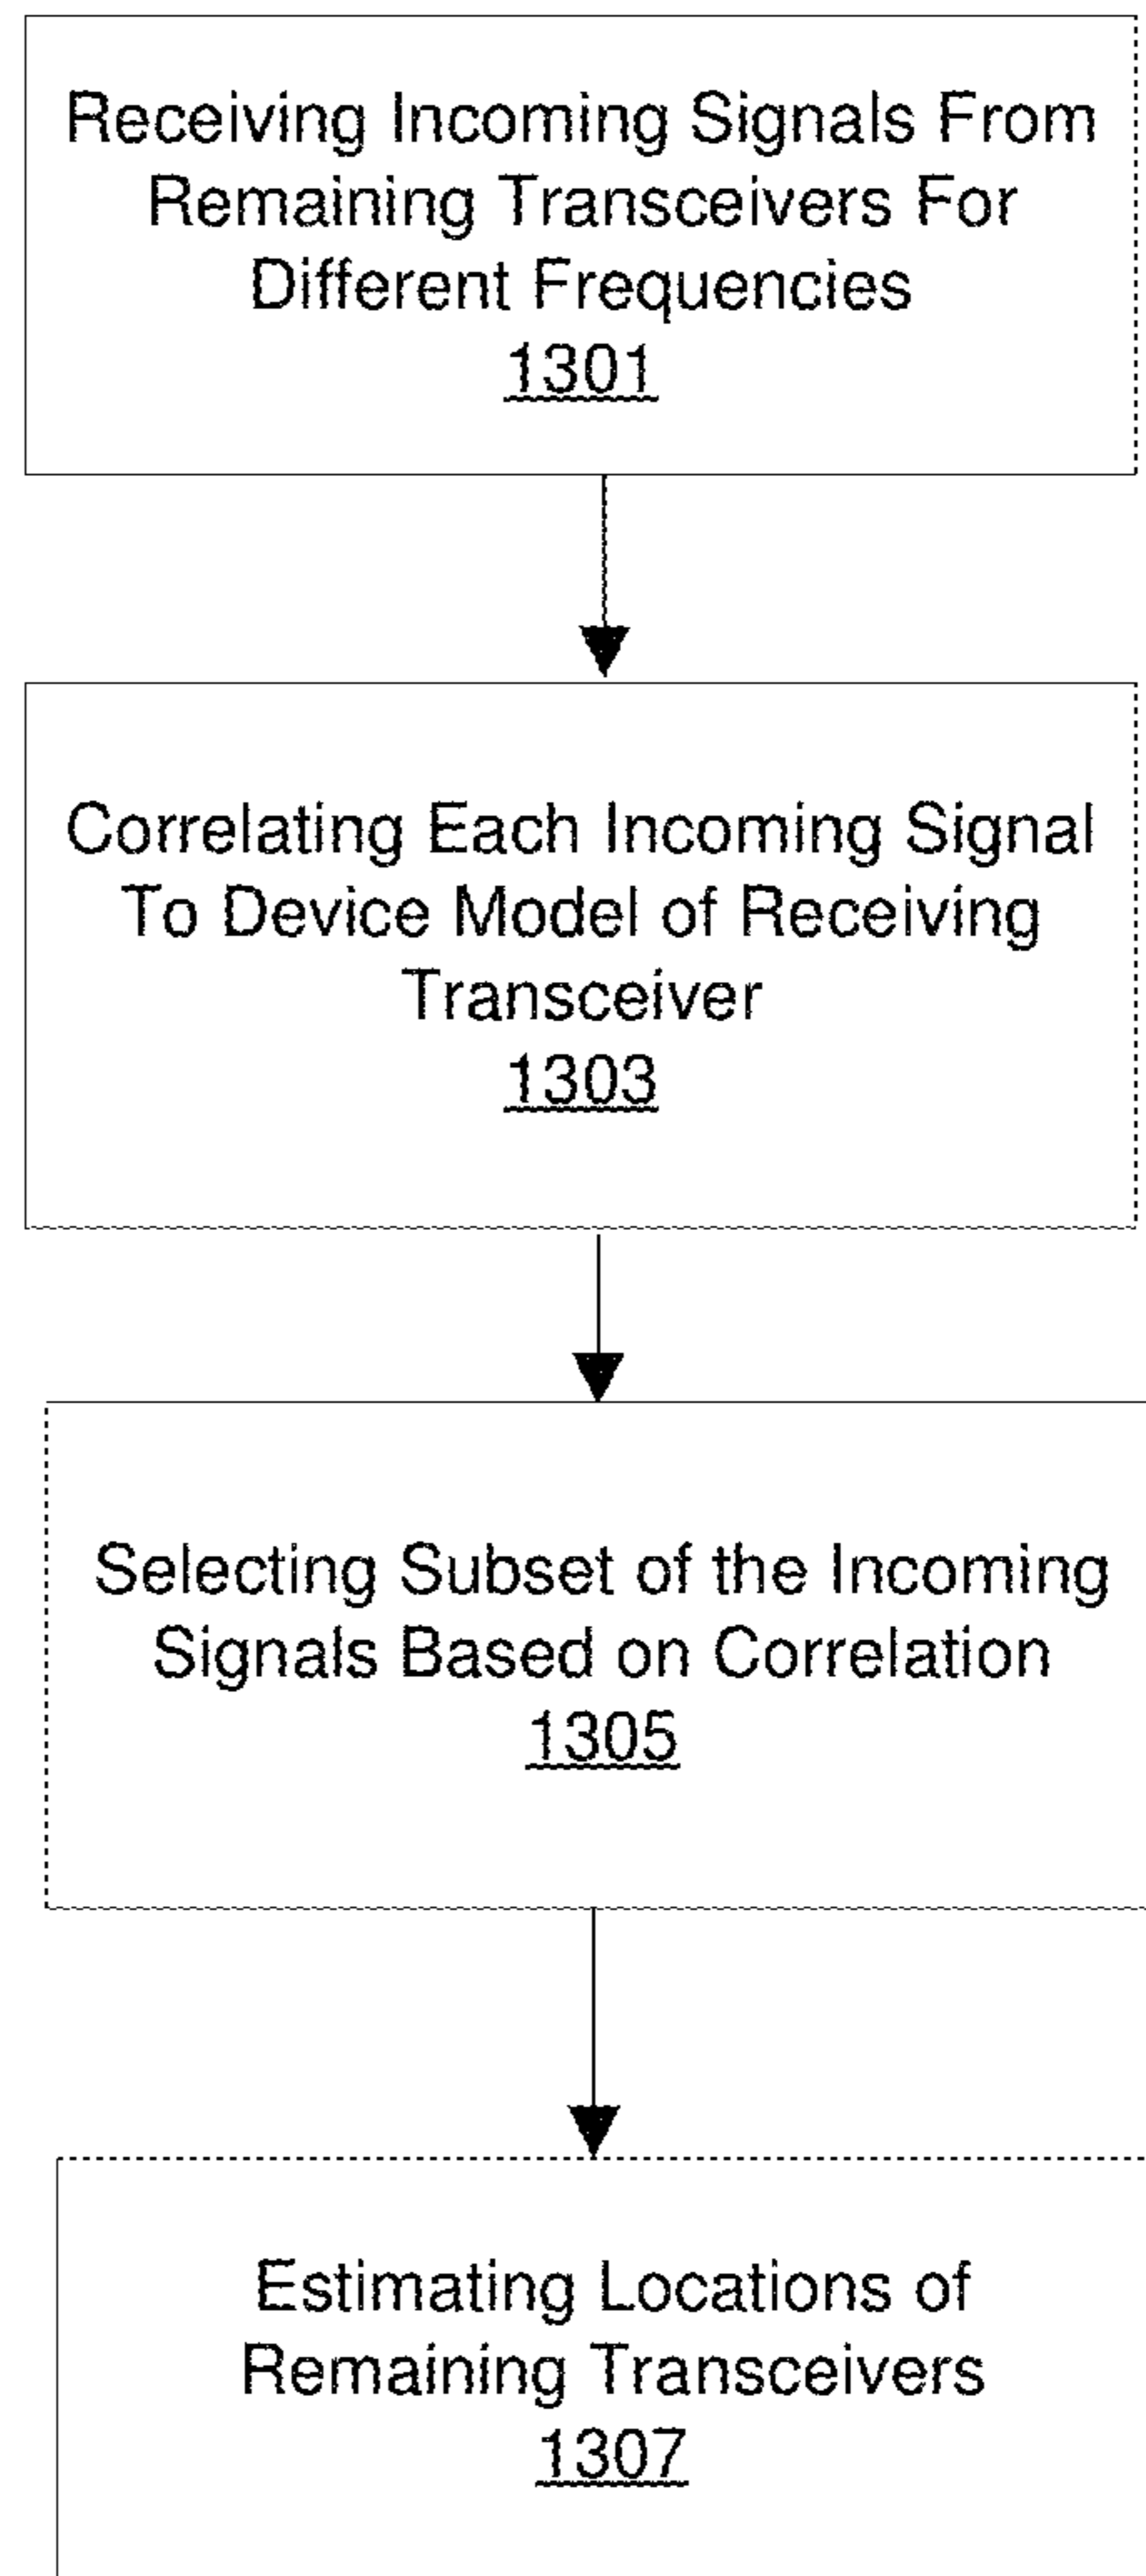 Receiving Incoming Signals From
Remaining Transceivers For
Different Frequencies
1301
Correlating Each Incoming Signal
To Device Model of Receiving
Transceiver
1303
Selecting Subset of the Incoming
Signals Based on Correlation
1305
Estimating Locations of
Remaining Transceivers
1307